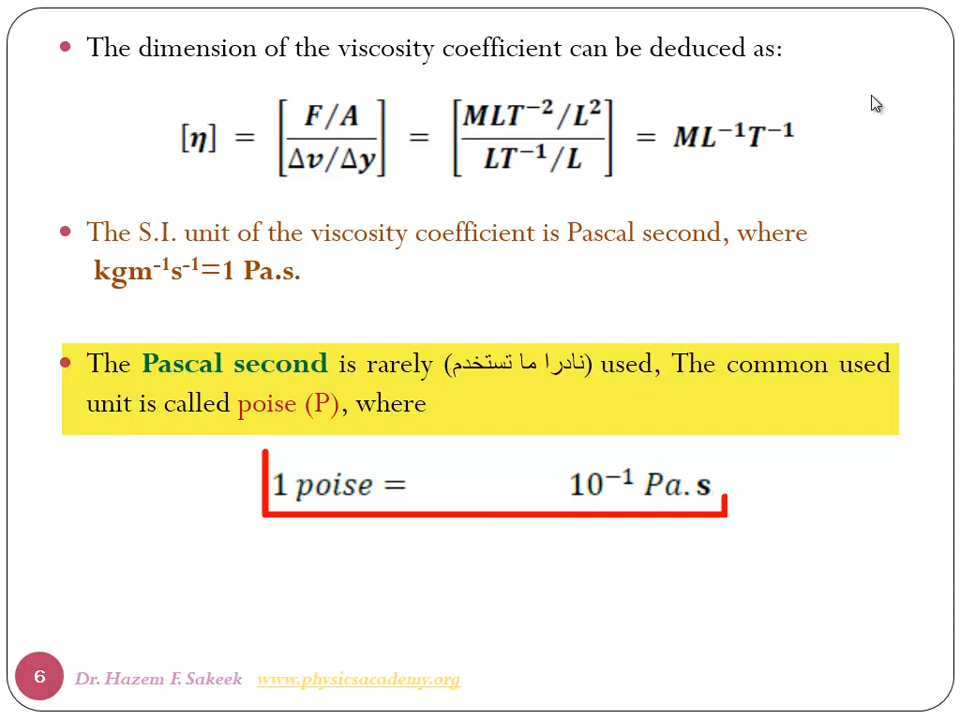 The dimension of the viscosity coefficient can be deduced as:
[η] = [F/A / Δv/Δy] = [MLT⁻²/L² / LT⁻¹/L] = ML⁻¹T⁻¹
The S.I. unit of the viscosity coefficient is Pascal second, where
kgm⁻¹s⁻¹=1 Pa.s.
The Pascal second is rarely (نادرا ما تستخدم) used, The common used
unit is called poise (P), where
1 poise = 10⁻¹ Pa.s
6 Dr. Hazem F. Sakeek www.physicsacademy.org